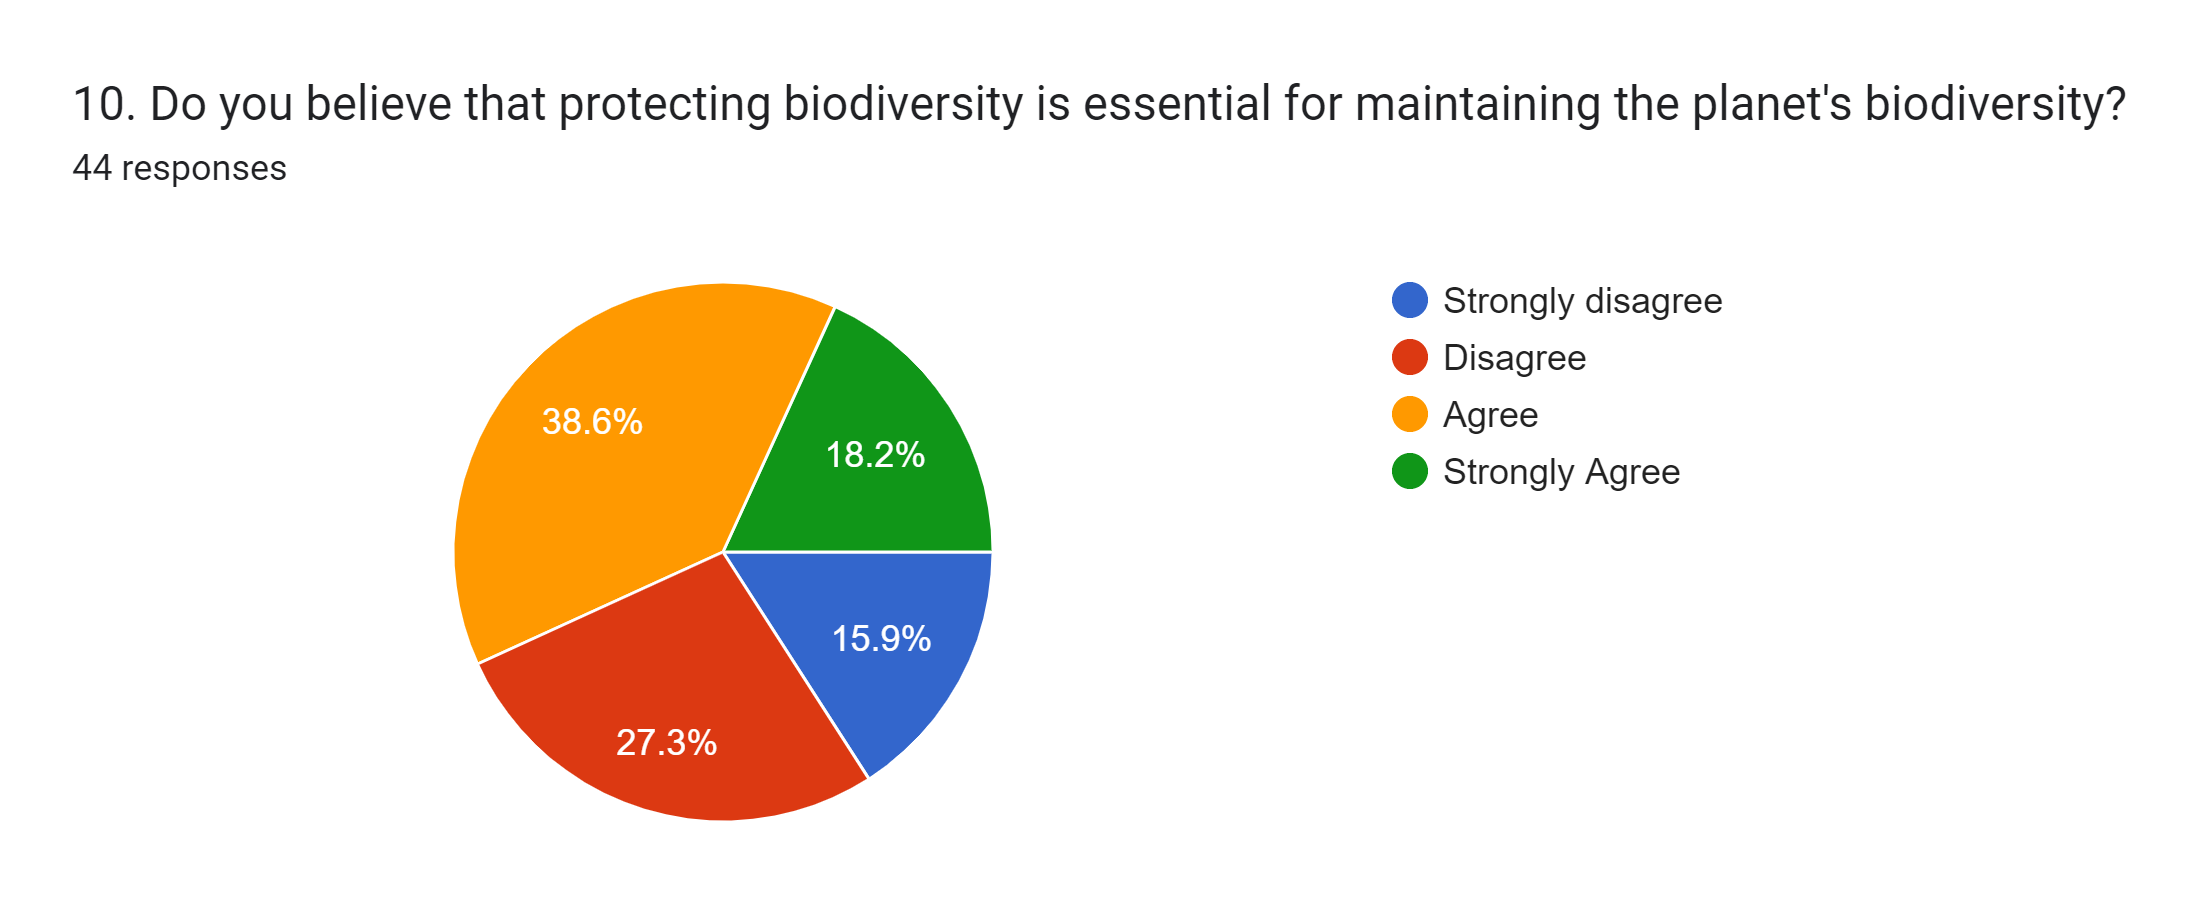 10. Do you believe that protecting biodiversity is essential for maintaining the planet's biodiversity?
44 responses
38.6%
18.2%
15.9%
27.3%
Strongly disagree
Disagree
Agree
Strongly Agree